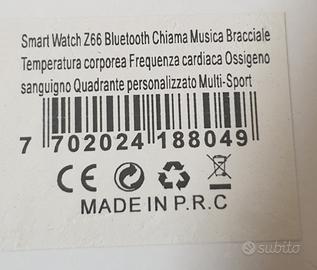 Smart Watch Z66 Bluetooth Chiama Musica Bracciale
Temperatura corporea Frequenza cardiaca Ossigeno
sanguigno Quadrante personalizzato Multi-Sport
7 702024 188049
CE
MADE IN P.R.C
subito